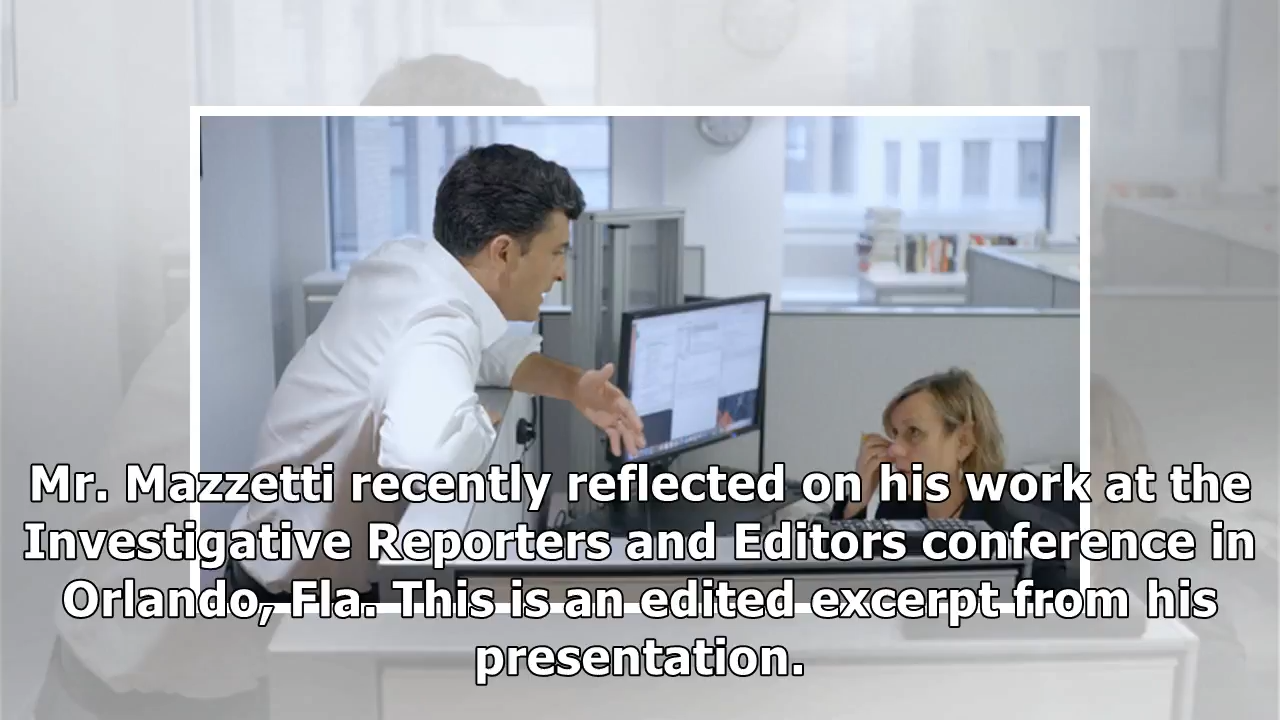 Mr. Mazzetti recently reflected on his work at the
Investigative Reporters and Editors conference in
Orlando, Fla. This is an edited excerpt from his
presentation.